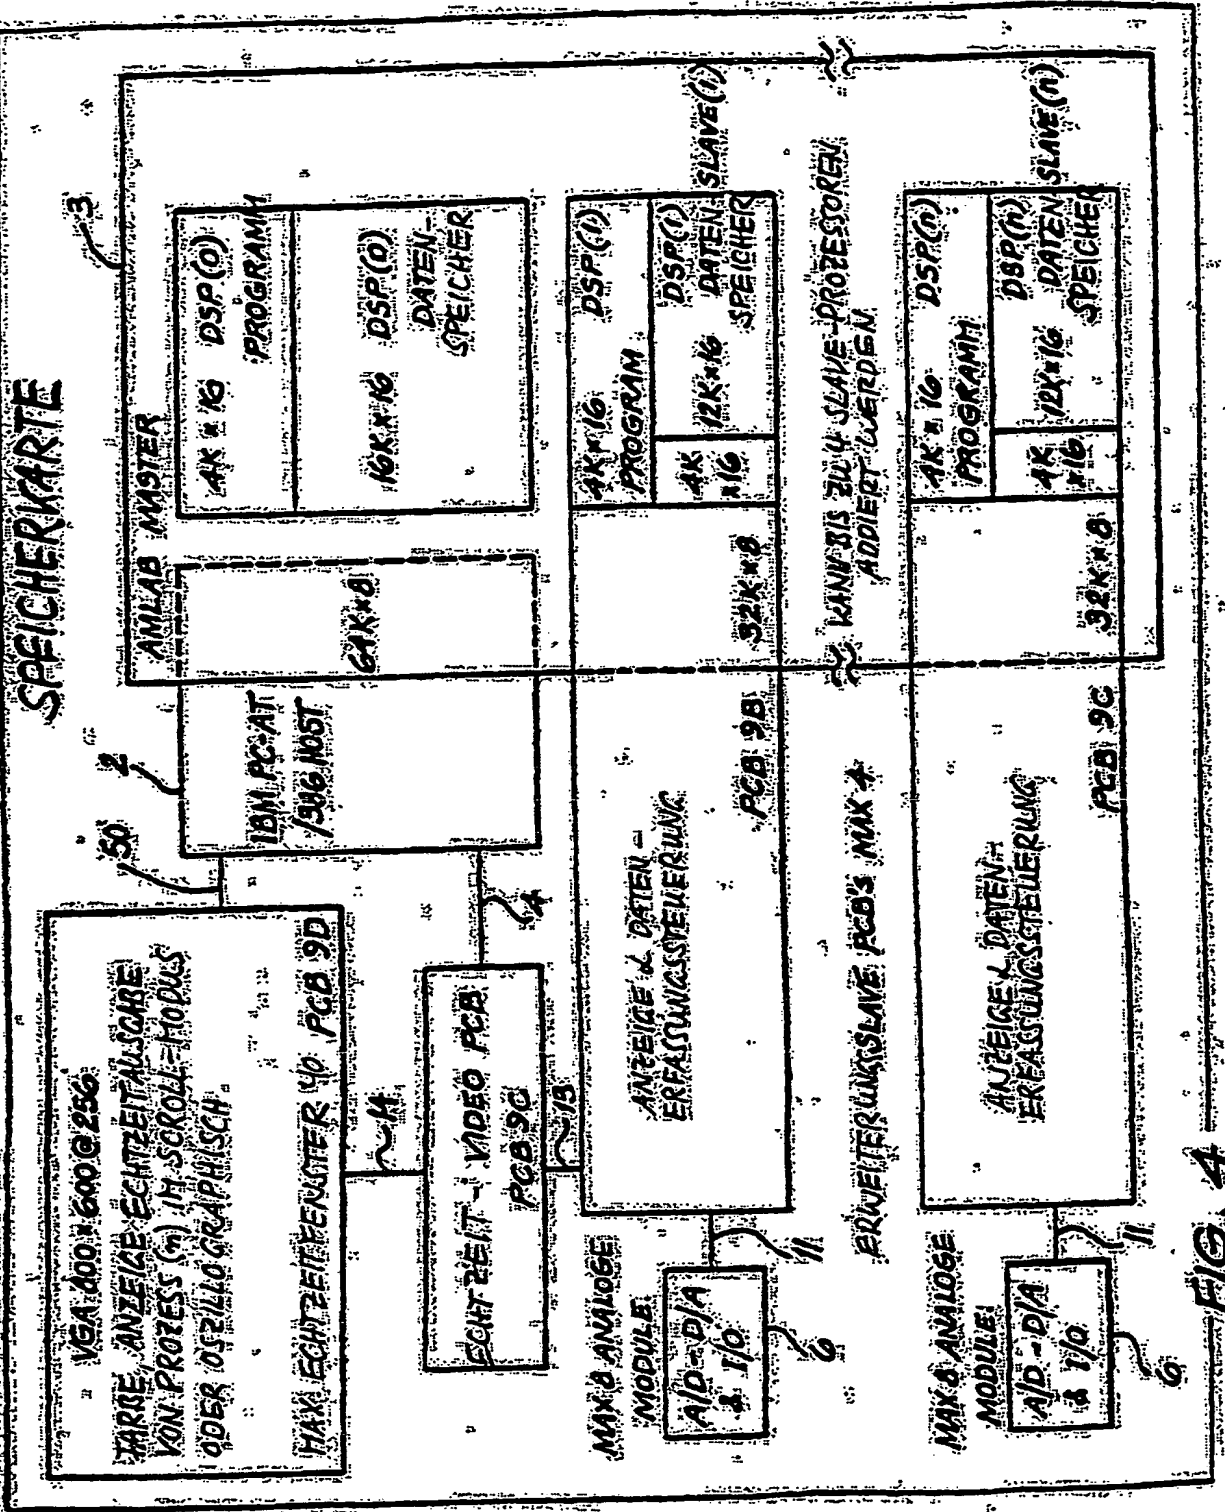 SPEICHERKARTE
3
AMLAB MASTER
4K x 16 DSP(0)
PROGRAMM
16K x 16 DSP(0)
DATEN-
SPEICHER
64K x 8
2
IBM PC-AT
/386 HOST
50
VGA 800 x 600 @ 256
FARBE, ANZEIGE ECHTZEITAUSGABE
VON PROZESS (n) IM SCROLL-MODUS
ODER OSZILLOGRAPHISCH
MAX ECHTZEITFENSTER 40 PCB 9D
14
4
ECHTZEIT - VIDEO PCB
PCB 9C
13
4K x 16 DSP(1)
PROGRAM
4K
x16
12K x 16 DSP(1)
DATEN
SPEICHER
SLAVE(1)
32K x 8
ANZEIGE & DATEN-
ERFASSUNGSSTEUERUNG
PCB 9B
MAX 8 ANALOGE
MODULE
A/D-D/A
& I/O
11
6
KANN BIS ZU 4 SLAVE-PROZESSOREN
ADDIERT WERDEN
ERWEITERUNGSLAVE PCB'S MAX 4
4K x 16 DSP(n)
PROGRAMM
4K
x16
12K x 16 DSP(n)
DATEN
SPEICHER
SLAVE(n)
32K x 8
ANZEIGE & DATEN-
ERFASSUNGSSTEUERUNG
PCB 9C
MAX 8 ANALOGE
MODULE
A/D-D/A
& I/O
11
6
FIG. 4